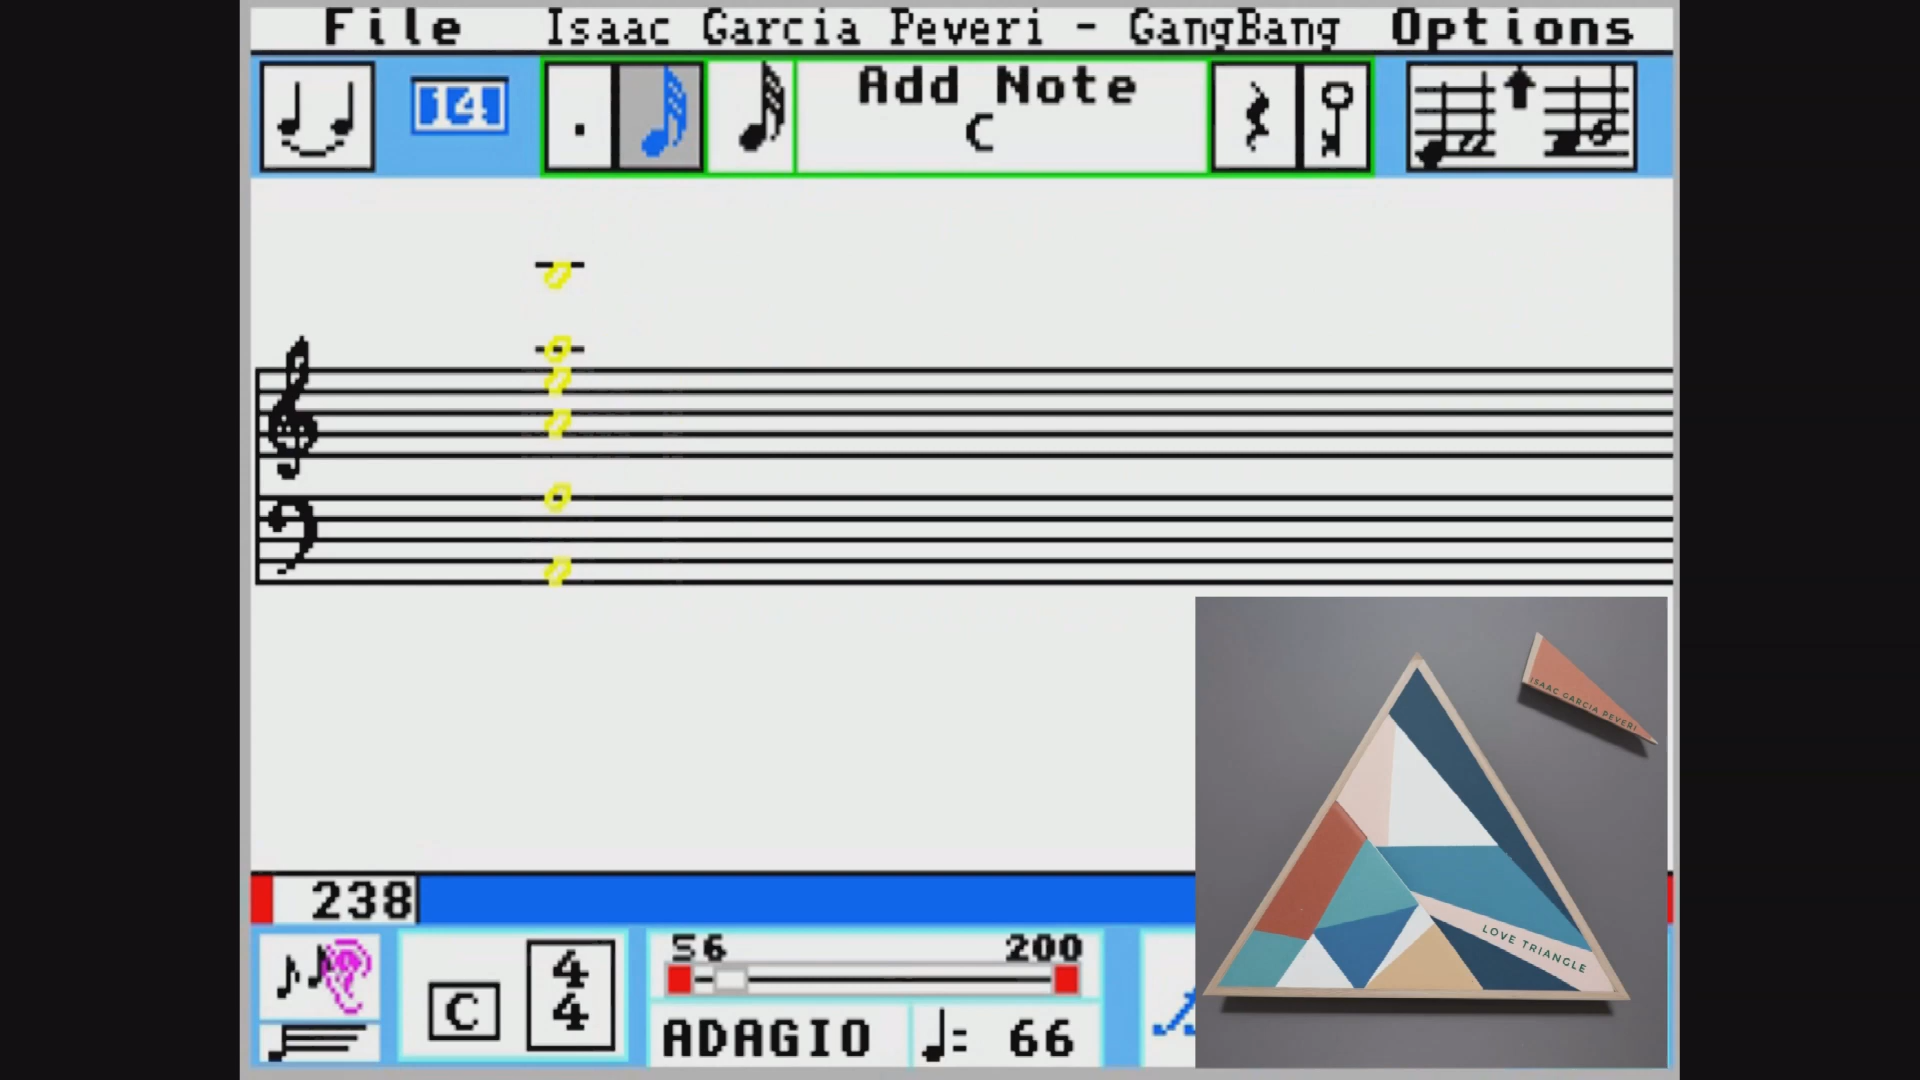 File Isaac Garcia Peveri - GangBang Options
14
Add Note
C
238
C
4
4
56 200
ADAGIO
= 66
ISAAC GARCIA PEVERI
LOVE TRIANGLE